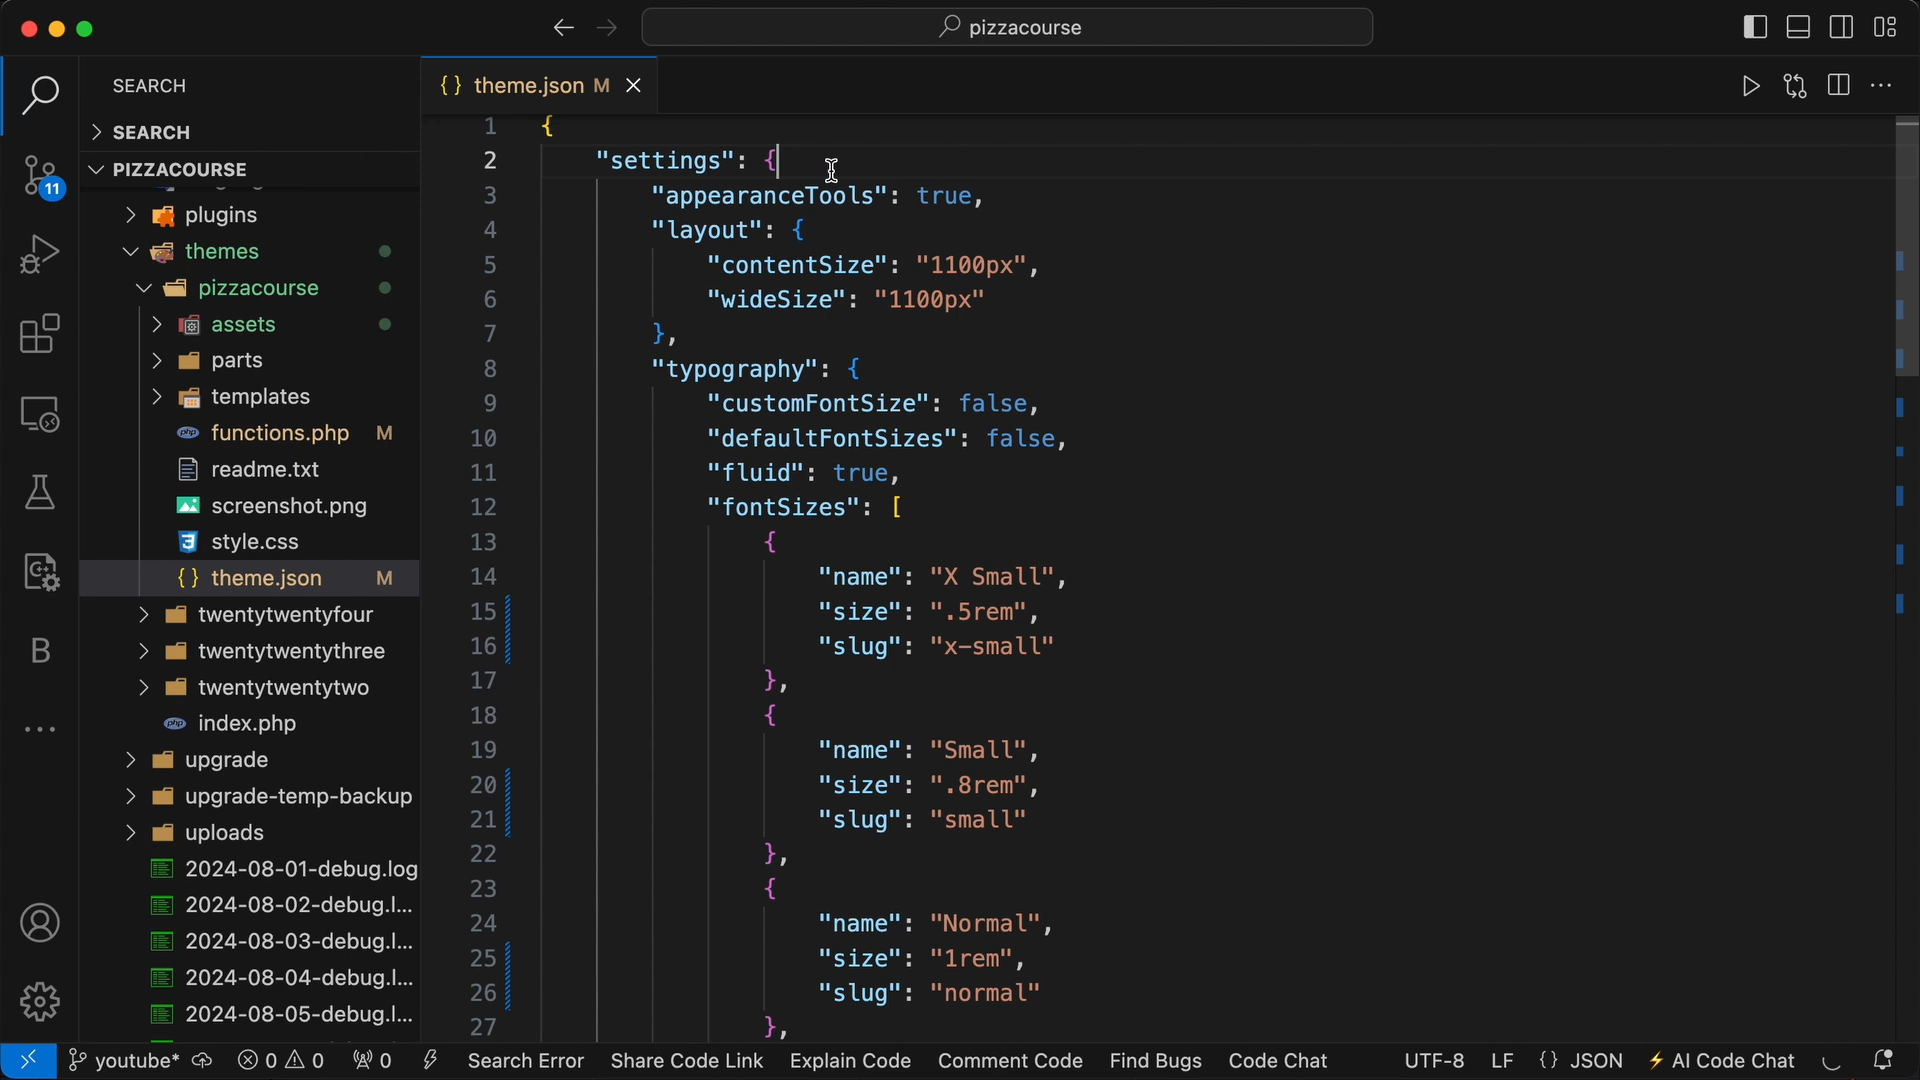 pizzacourse
SEARCH
SEARCH
PIZZACOURSE
plugins
themes
pizzacourse
assets
parts
templates
functions.php M
readme.txt
screenshot.png
style.css
theme.json M
twentytwentyfour
twentytwentythree
twentytwentytwo
index.php
upgrade
upgrade-temp-backup
uploads
2024-08-01-debug.log
2024-08-02-debug.l...
2024-08-03-debug.l...
2024-08-04-debug.l...
2024-08-05-debug.l...
11
B
{} theme.json M
1 {
2 "settings": {
3 "appearanceTools": true,
4 "layout": {
5 "contentSize": "1100px",
6 "wideSize": "1100px"
7 },
8 "typography": {
9 "customFontSize": false,
10 "defaultFontSizes": false,
11 "fluid": true,
12 "fontSizes": [
13 {
14 "name": "X Small",
15 "size": ".5rem",
16 "slug": "x-small"
17 },
18 {
19 "name": "Small",
20 "size": ".8rem",
21 "slug": "small"
22 },
23 {
24 "name": "Normal",
25 "size": "1rem",
26 "slug": "normal"
27 },
youtube* 0 0 0 Search Error Share Code Link Explain Code Comment Code Find Bugs Code Chat UTF-8 LF {} JSON AI Code Chat